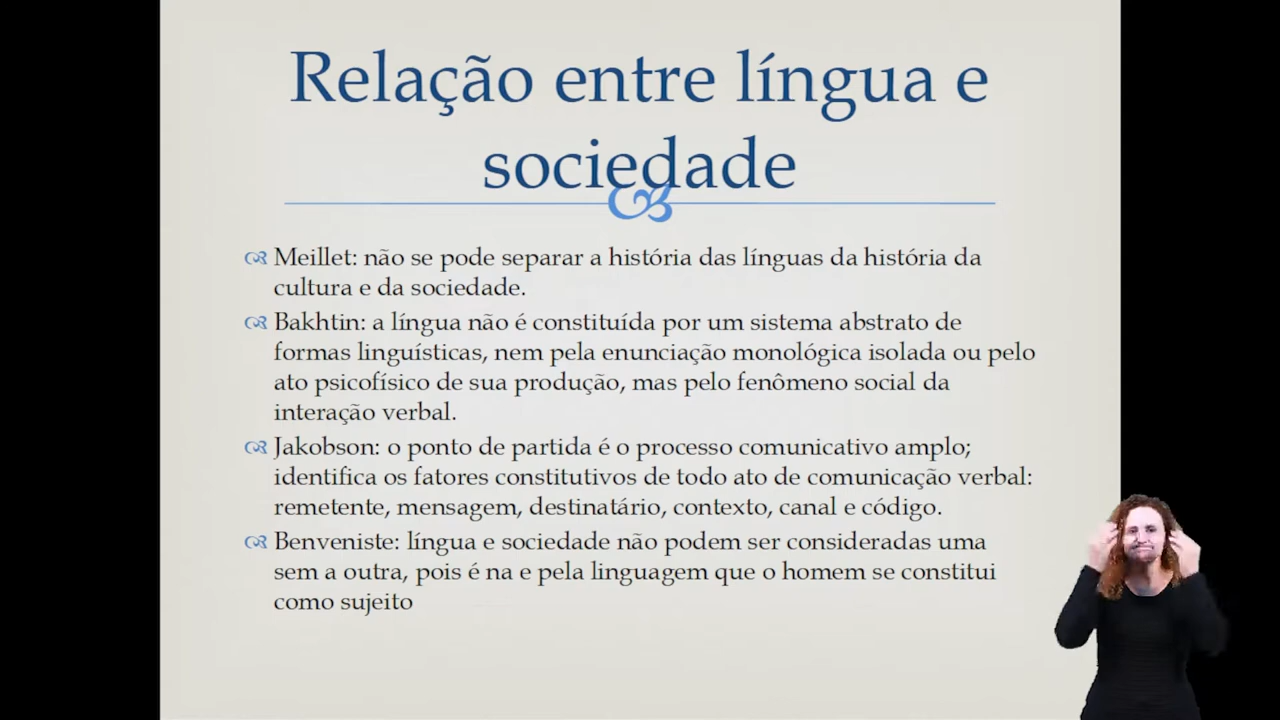 Relação entre língua e
sociedade
Meillet: não se pode separar a história das línguas da história da
cultura e da sociedade.
Bakhtin: a língua não é constituída por um sistema abstrato de
formas linguísticas, nem pela enunciação monológica isolada ou pelo
ato psicofísico de sua produção, mas pelo fenômeno social da
interação verbal.
Jakobson: o ponto de partida é o processo comunicativo amplo;
identifica os fatores constitutivos de todo ato de comunicação verbal:
remetente, mensagem, destinatário, contexto, canal e código.
Benveniste: língua e sociedade não podem ser consideradas uma
sem a outra, pois é na e pela linguagem que o homem se constitui
como sujeito